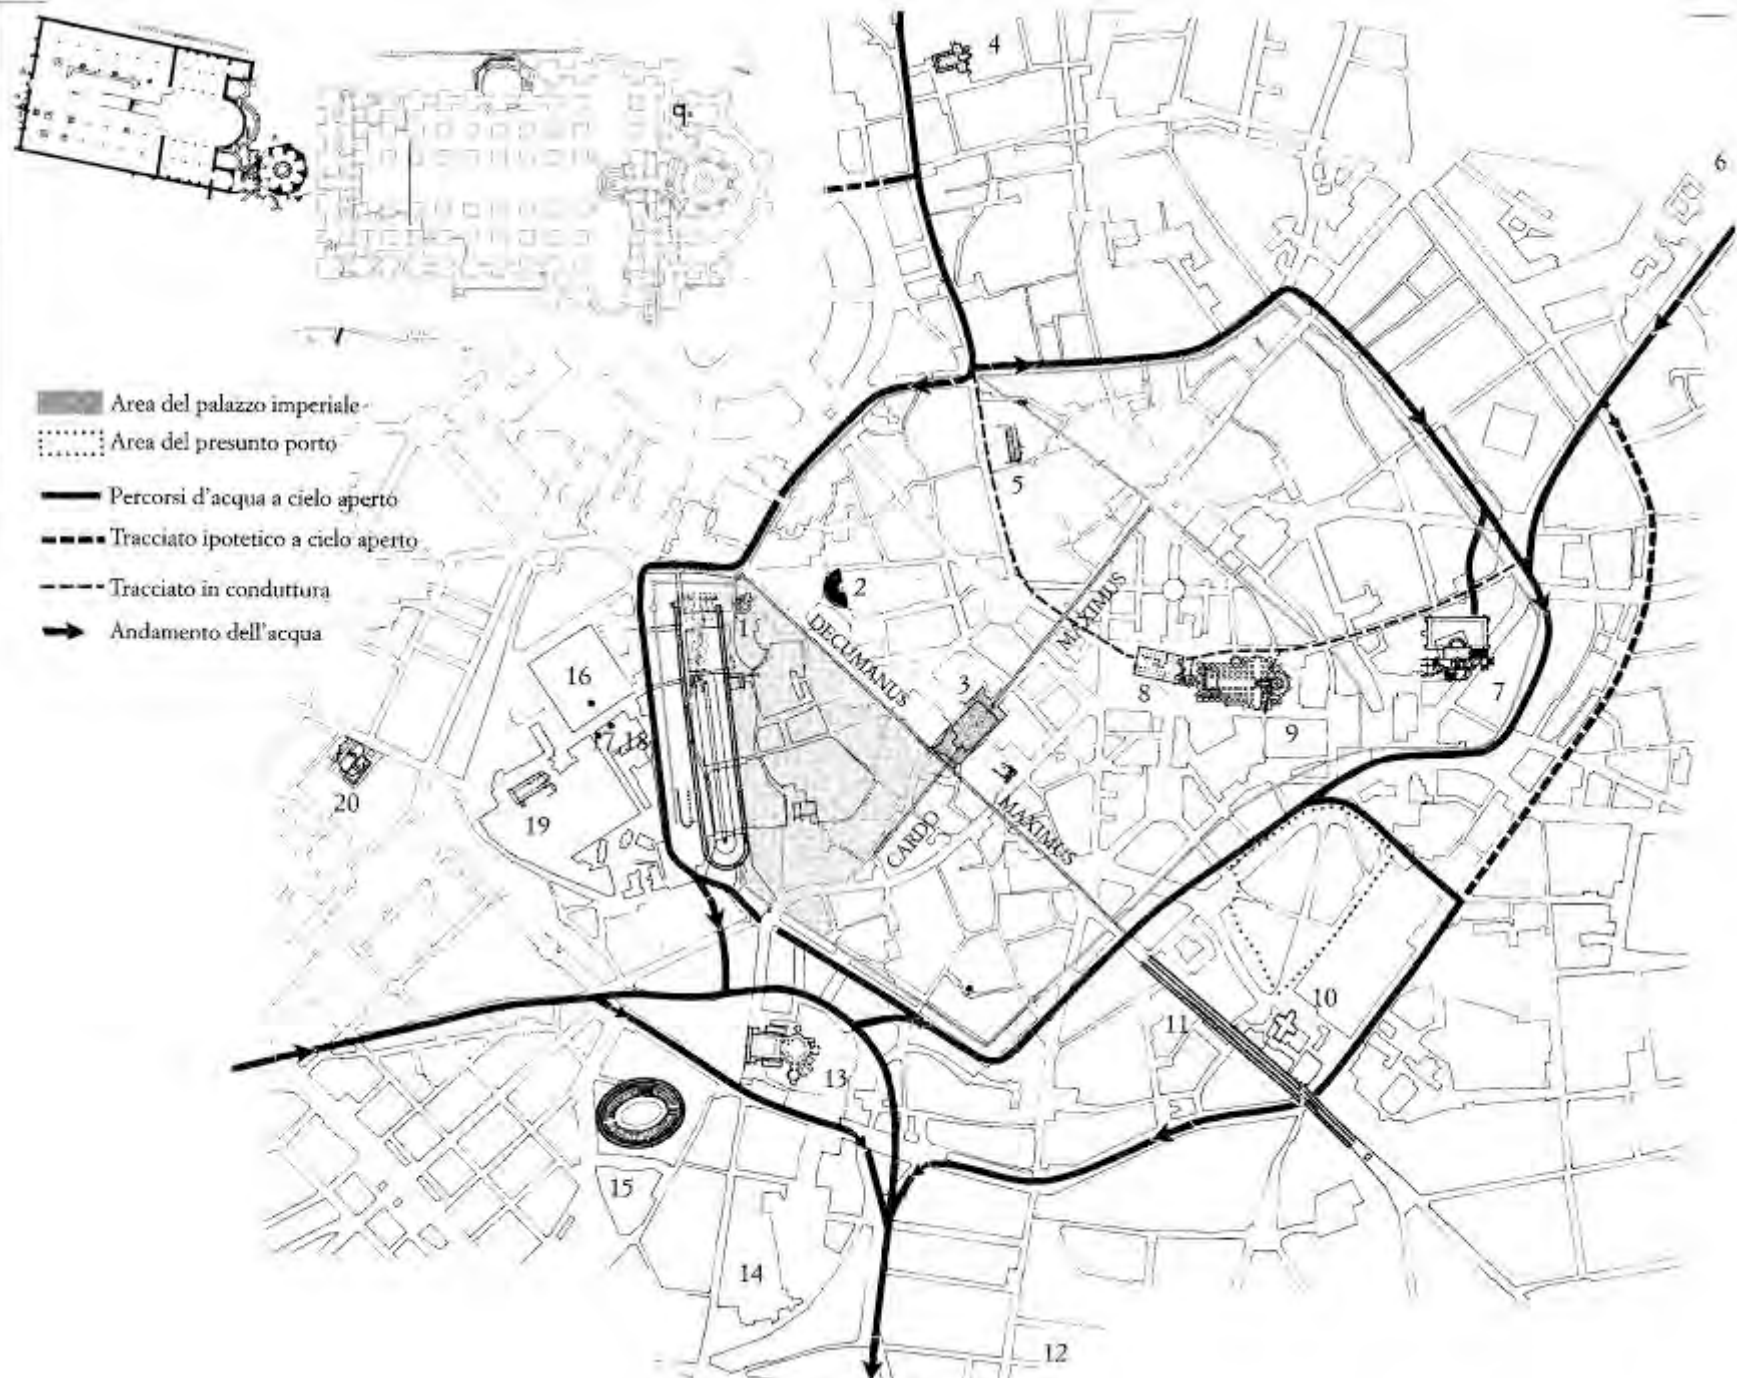 9.
4
6
Area del palazzo imperiale
Area del presunto porto
Percorsi d'acqua a cielo aperto
Tracciato ipotetico a cielo aperto
Tracciato in conduttura
Andamento dell'acqua
5
2
1
DECUMANUS
MAXIMUS
3
8
7
9
16
17
18
19
20
CARDO
MAXIMUS
10
11
13
15
14
12